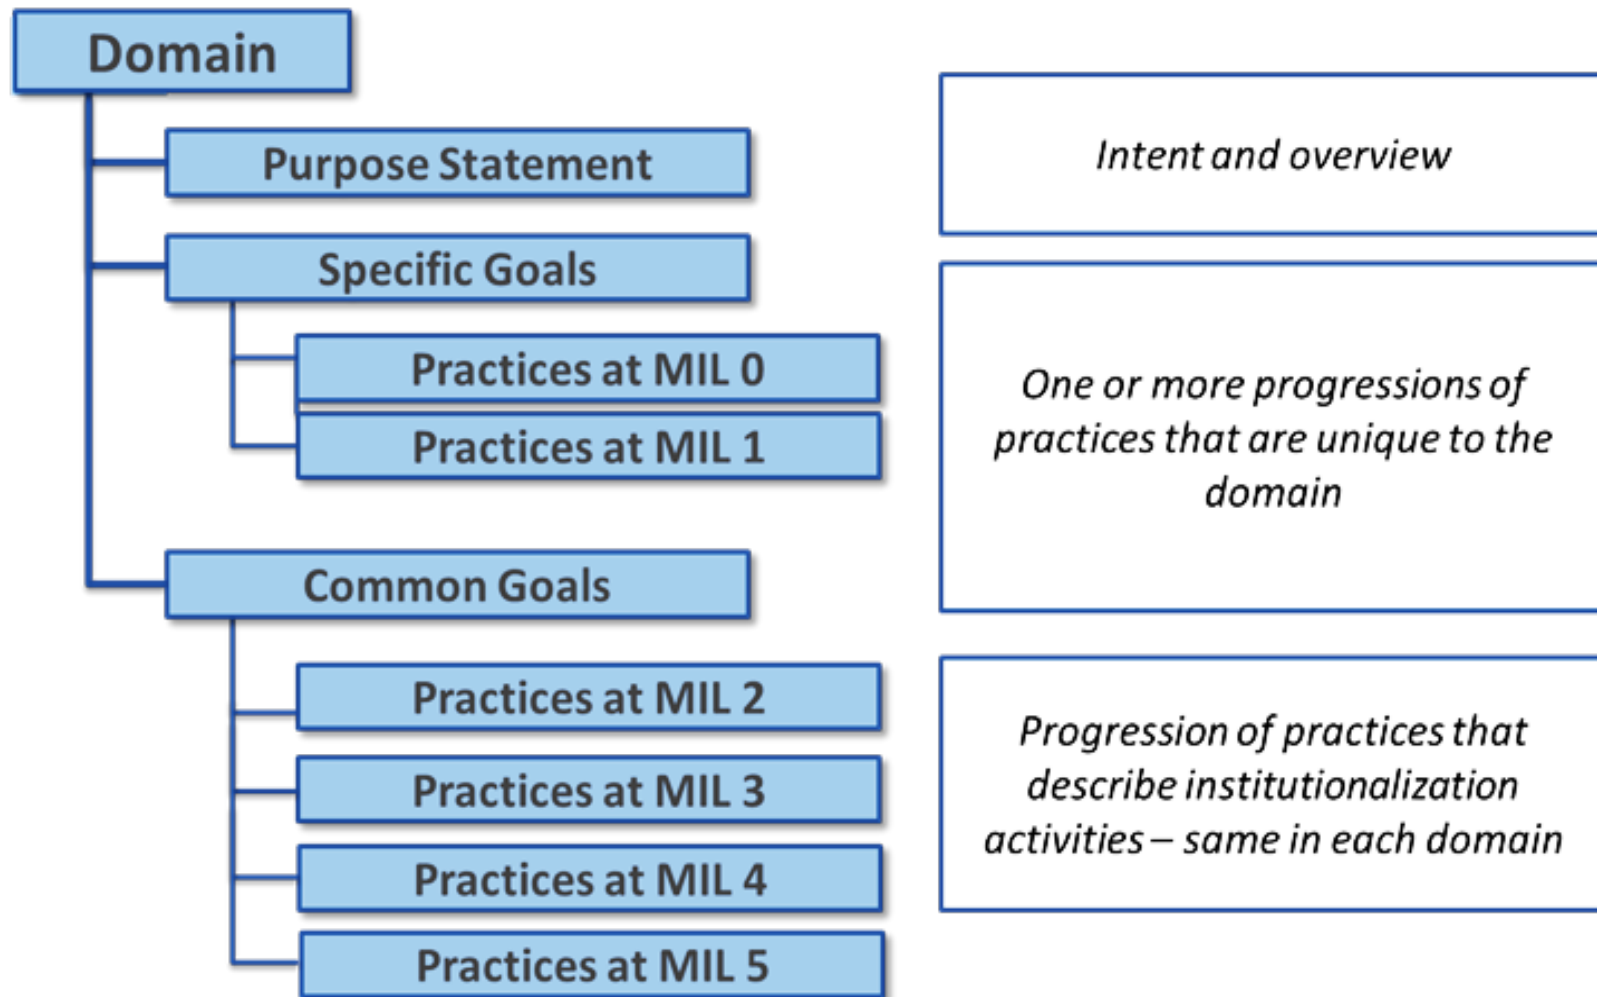 Domain
Purpose Statement
Intent and overview
Specific Goals
Practices at MIL 0
Practices at MIL 1
One or more progressions of
practices that are unique to the
domain
Common Goals
Practices at MIL 2
Practices at MIL 3
Practices at MIL 4
Practices at MIL 5
Progression of practices that
describe institutionalization
activities – same in each domain